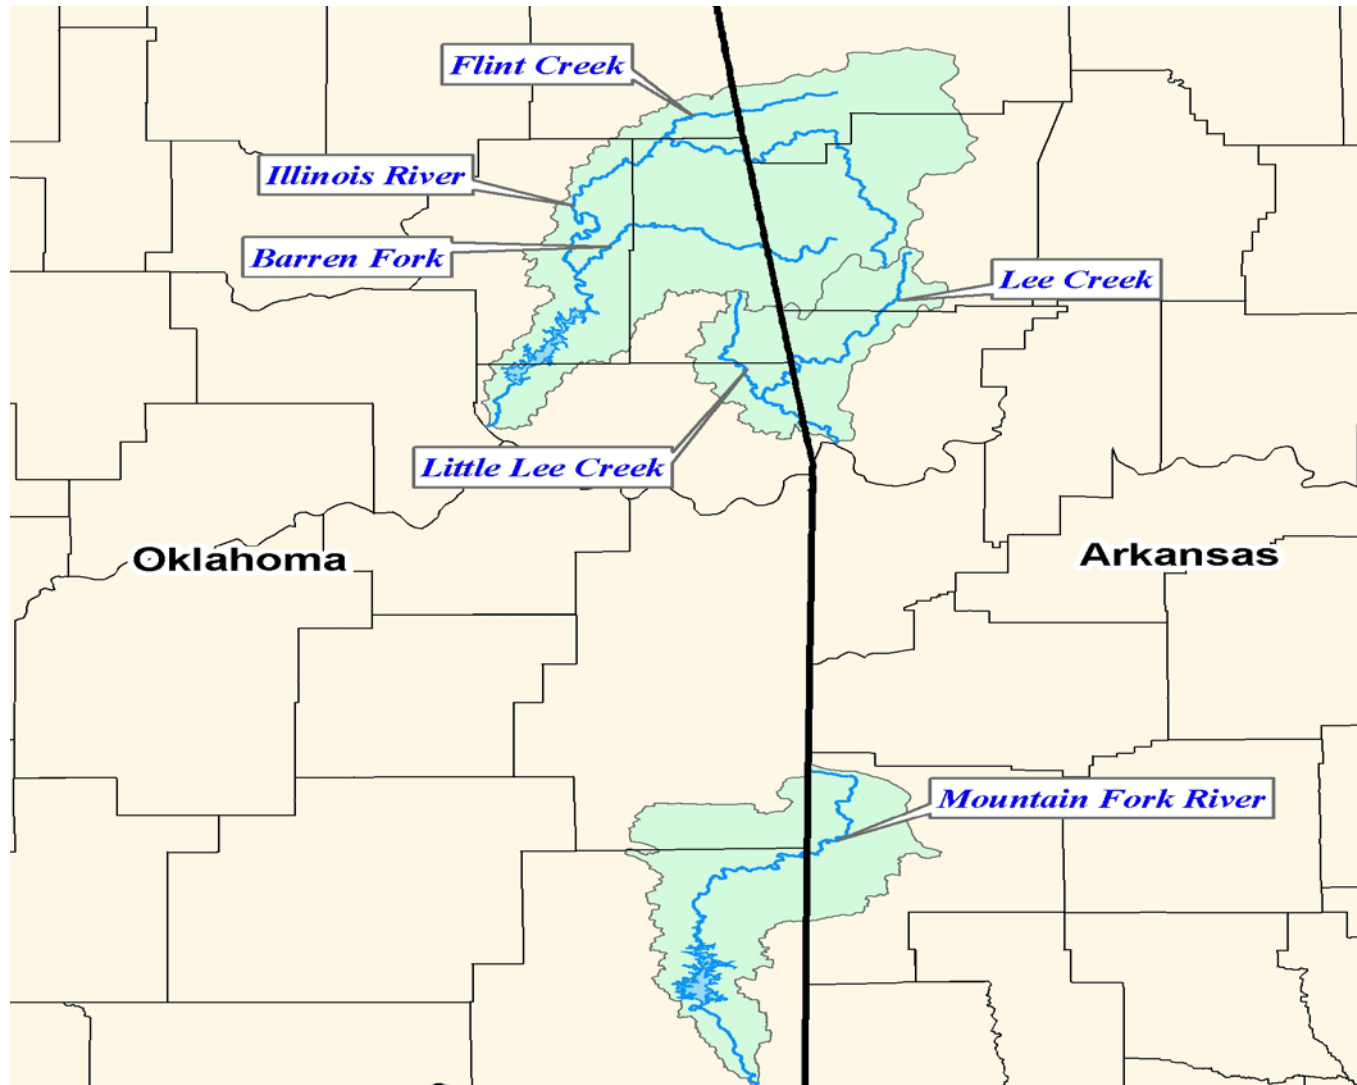 Flint Creek
Illinois River
Barren Fork
Lee Creek
Little Lee Creek
Oklahoma
Arkansas
Mountain Fork River